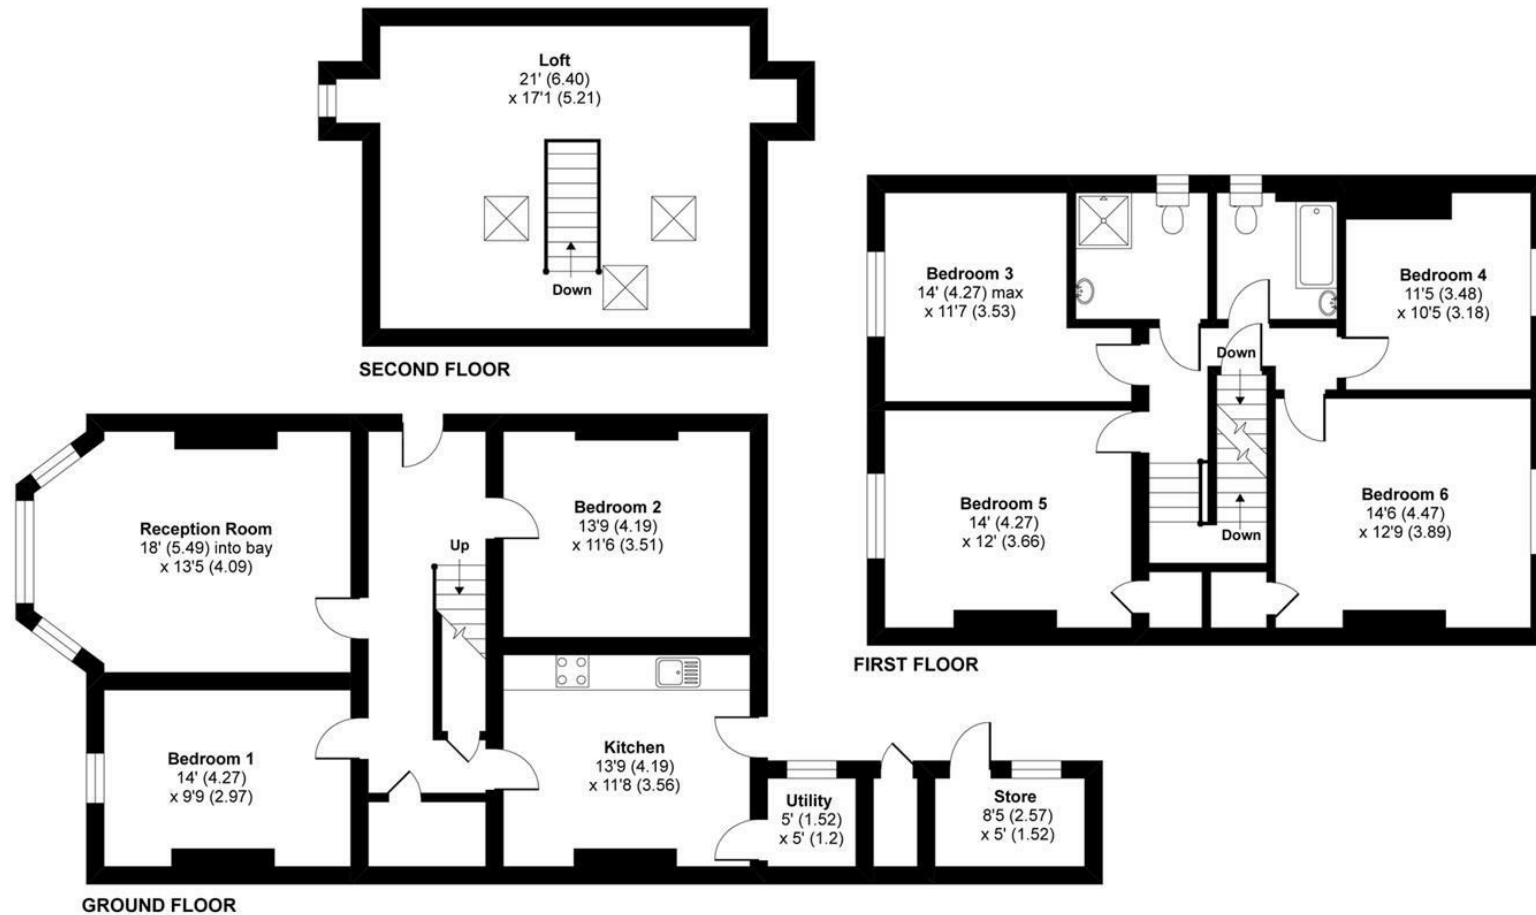 Loft
21' (6.40)
x 17'1 (5.21)
Down
SECOND FLOOR
Bedroom 3
14' (4.27) max
x 11'7 (3.53)
Bedroom 4
11'5 (3.48)
x 10'5 (3.18)
Down
Bedroom 5
14' (4.27)
x 12' (3.66)
Bedroom 6
14'6 (4.47)
x 12'9 (3.89)
Down
FIRST FLOOR
Reception Room
18' (5.49) into bay
x 13'5 (4.09)
Bedroom 2
13'9 (4.19)
x 11'6 (3.51)
Up
Bedroom 1
14' (4.27)
x 9'9 (2.97)
Kitchen
13'9 (4.19)
x 11'8 (3.56)
Utility
5' (1.52)
x 5' (1.2)
Store
8'5 (2.57)
x 5' (1.52)
GROUND FLOOR